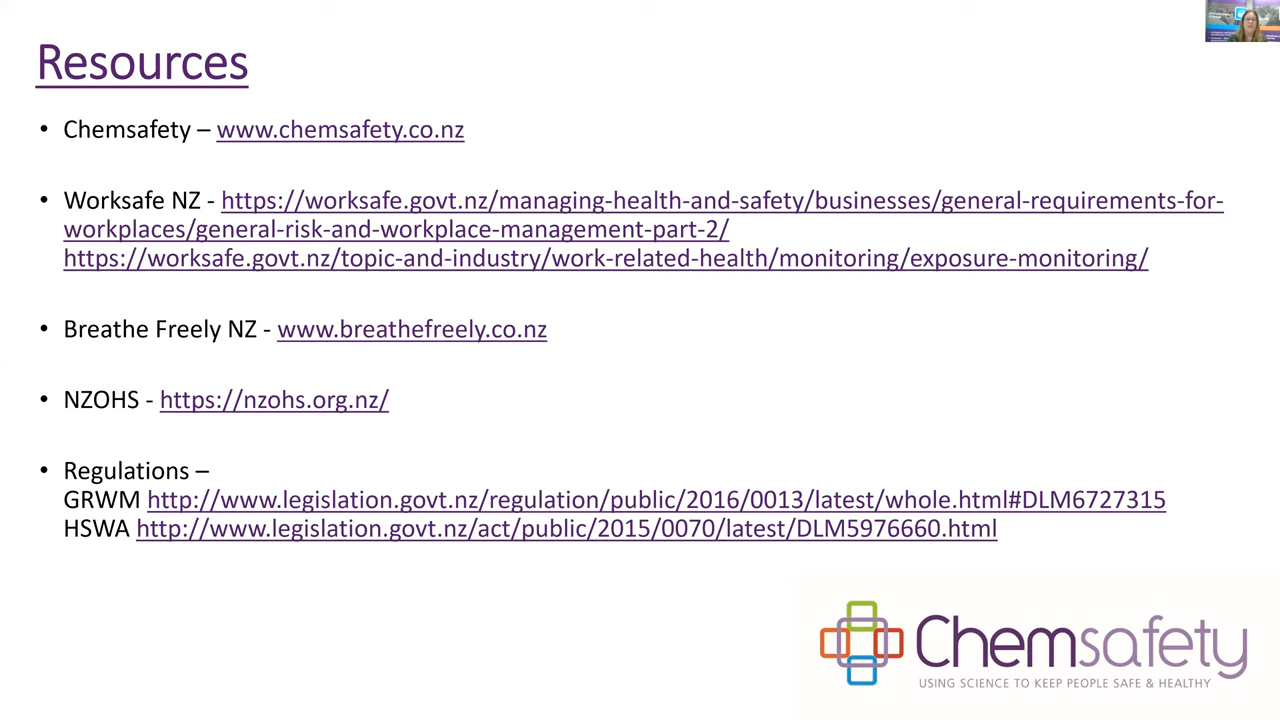 Resources
• Chemsafety – www.chemsafety.co.nz
• Worksafe NZ - https://worksafe.govt.nz/managing-health-and-safety/businesses/general-requirements-for-
workplaces/general-risk-and-workplace-management-part-2/
https://worksafe.govt.nz/topic-and-industry/work-related-health/monitoring/exposure-monitoring/
• Breathe Freely NZ - www.breathefreely.co.nz
• NZOHS - https://nzohs.org.nz/
• Regulations –
GRWM http://www.legislation.govt.nz/regulation/public/2016/0013/latest/whole.html#DLM6727315
HSWA http://www.legislation.govt.nz/act/public/2015/0070/latest/DLM5976660.html
Chemsafety
USING SCIENCE TO KEEP PEOPLE SAFE & HEALTHY